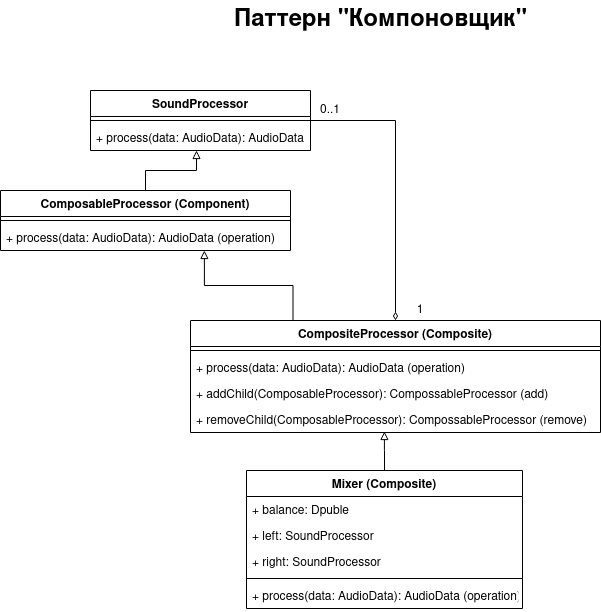 Паттерн "Компоновщик"
SoundProcessor
0..1
+ process(data: AudioData): AudioData
ComposableProcessor (Component)
+ process(data: AudioData): AudioData (operation)
1
CompositeProcessor (Composite)
+ process(data: AudioData): AudioData (operation)
+ addChild(ComposableProcessor): CompossableProcessor (add)
+ removeChild(ComposableProcessor): CompossableProcessor (remove)
Mixer (Composite)
+ balance: Dpuble
+ left: SoundProcessor
+ right: SoundProcessor
+ process(data: AudioData): AudioData (operation)